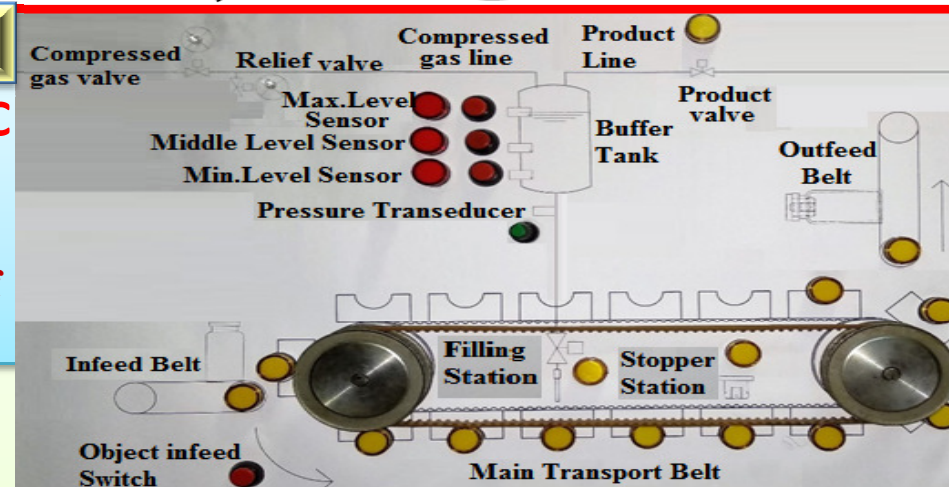 Compressed
gas valve
Relief valve
Compressed
gas line
Product
Line
Max.Level
Sensor
Product
valve
Middle Level Sensor
Buffer
Tank
Min.Level Sensor
Outfeed
Belt
Pressure Transeducer
Infeed Belt
Filling
Station
Stopper
Station
Object infeed
Switch
Main Transport Belt